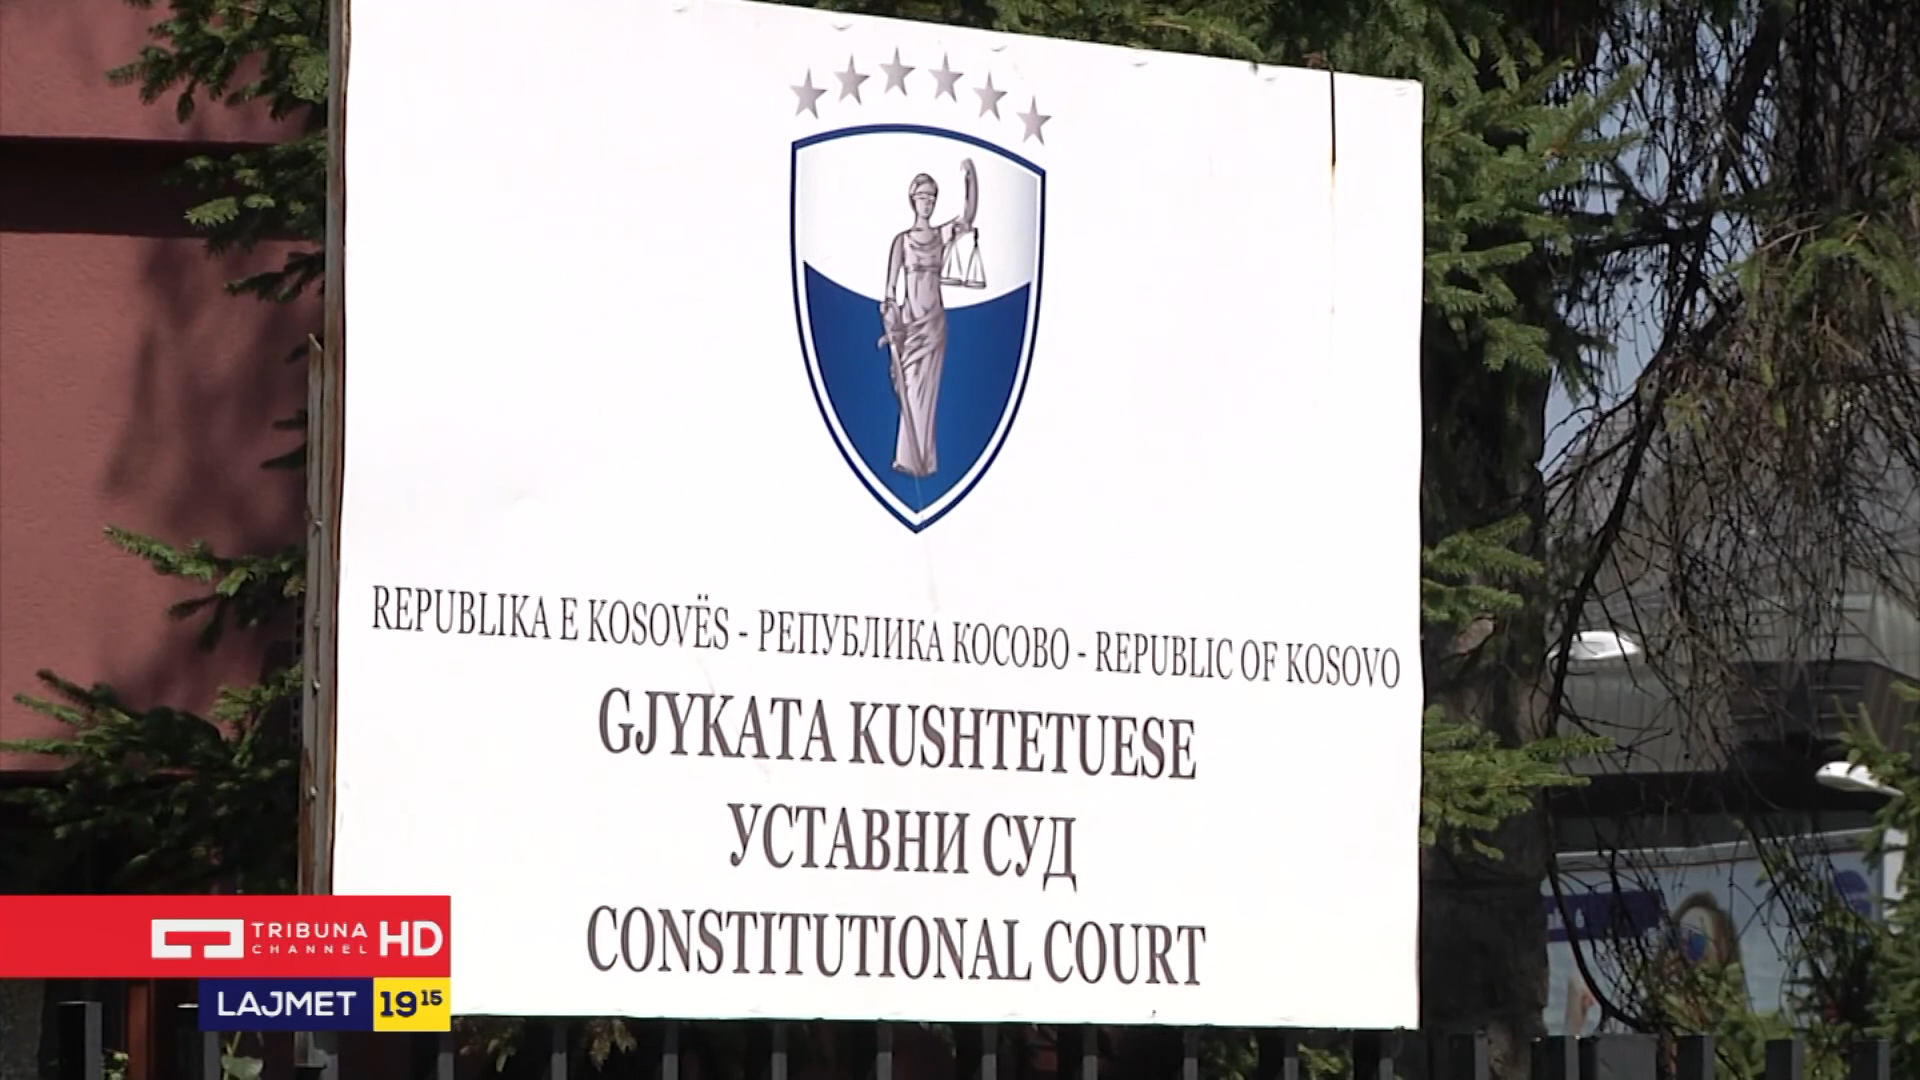 REPUBLIKA E KOSOVËS - РЕПУБЛИКА КОСОВО - REPUBLIC OF KOSOVO
GJYKATA KUSHTETUESE
УСТАВНИ СУД
CONSTITUTIONAL COURT
TRIBUNA CHANNEL HD
LAJMET 19 15